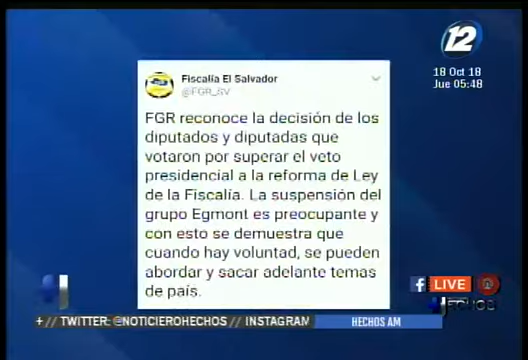 12
18 Oct 18
Jue 05:48
Fiscalía El Salvador
@FGR_SV
FGR reconoce la decisión de los
diputados y diputadas que
votaron por superar el veto
presidencial a la reforma de Ley
de la Fiscalía. La suspensión del
grupo Egmont es preocupante y
con esto se demuestra que
cuando hay voluntad, se pueden
abordar y sacar adelante temas
de país.
f LIVE
HECHOS
+ // TWITTER: @NOTICIEROHECHOS // INSTAGRAM
HECHOS AM